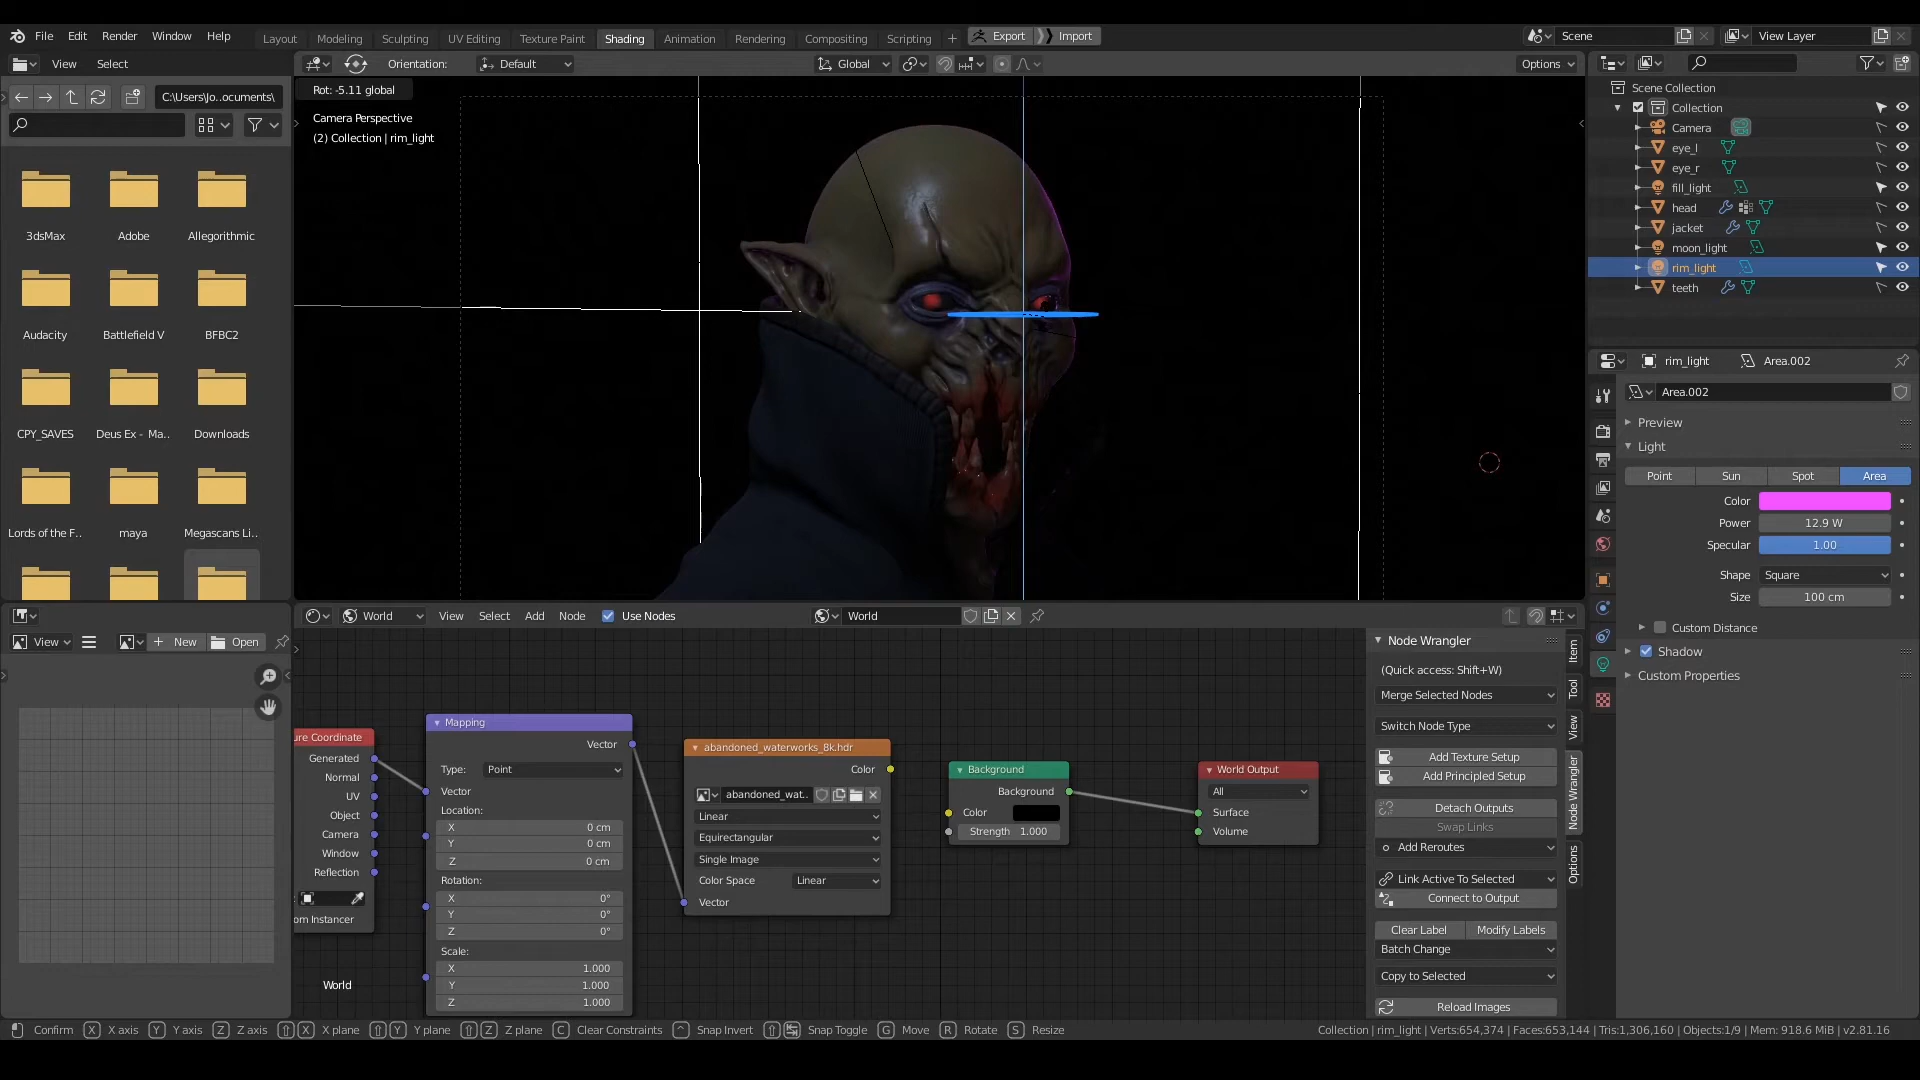 File Edit Render Window Help Layout Modeling Sculpting UV Editing Texture Paint Shading Animation Rendering Compositing Scripting + Export Import Scene View Layer
View Select Orientation: Default Global Options
C:\Users\Jo..ocuments\
3dsMax Adobe Allegorithmic
Audacity Battlefield V BFBC2
CPY_SAVES Deus Ex - Ma.. Downloads
Lords of the F.. maya Megascans Li..
Rot: -5.11 global
Camera Perspective
(2) Collection | rim_light
Scene Collection
Collection
Camera
eye_l
eye_r
fill_light
head
jacket
moon_light
rim_light
teeth
rim_light Area.002
Area.002
Preview
Light
Point Sun Spot Area
Color
Power 12.9 W
Specular 1.00
Shape Square
Size 100 cm
Custom Distance
Shadow
Custom Properties
View New Open
World View Select Add Node Use Nodes World
ure Coordinate
Generated
Normal
UV
Object
Camera
Window
Reflection
om Instancer
World
Mapping
Vector
Type: Point
Vector
Location:
X 0 cm
Y 0 cm
Z 0 cm
Rotation:
X 0°
Y 0°
Z 0°
Scale:
X 1.000
Y 1.000
Z 1.000
abandoned_waterworks_8k.hdr
Color
abandoned_wat..
Linear
Equirectangular
Single Image
Color Space Linear
Vector
Background
Background
Color
Strength 1.000
World Output
All
Surface
Volume
Node Wrangler
(Quick access: Shift+W)
Merge Selected Nodes
Switch Node Type
Add Texture Setup
Add Principled Setup
Detach Outputs
Swap Links
Add Reroutes
Link Active To Selected
Connect to Output
Clear Label Modify Labels
Batch Change
Copy to Selected
Reload Images
Item
Tool
View
Node Wrangler
Options
Confirm X X axis Y Y axis Z Z axis X X plane Y Y plane Z Z plane C Clear Constraints Snap Invert Snap Toggle G Move R Rotate S Resize Collection | rim_light | Verts:654,374 | Faces:653,144 | Tris:1,306,160 | Objects:1/9 | Mem: 918.6 MiB | v2.81.16